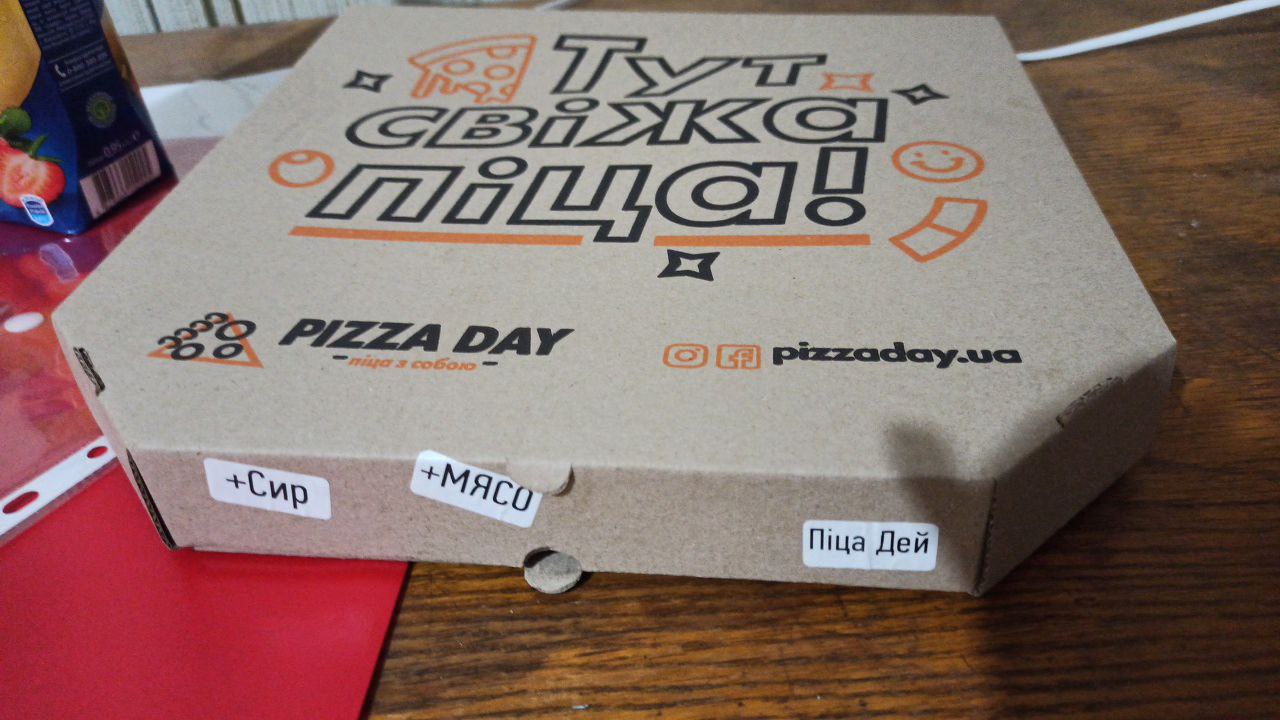 Тут
свіжа
піца!
PIZZA DAY
піца з собою
pizzaday.ua
+Сир
+МЯСО
Піца Дей